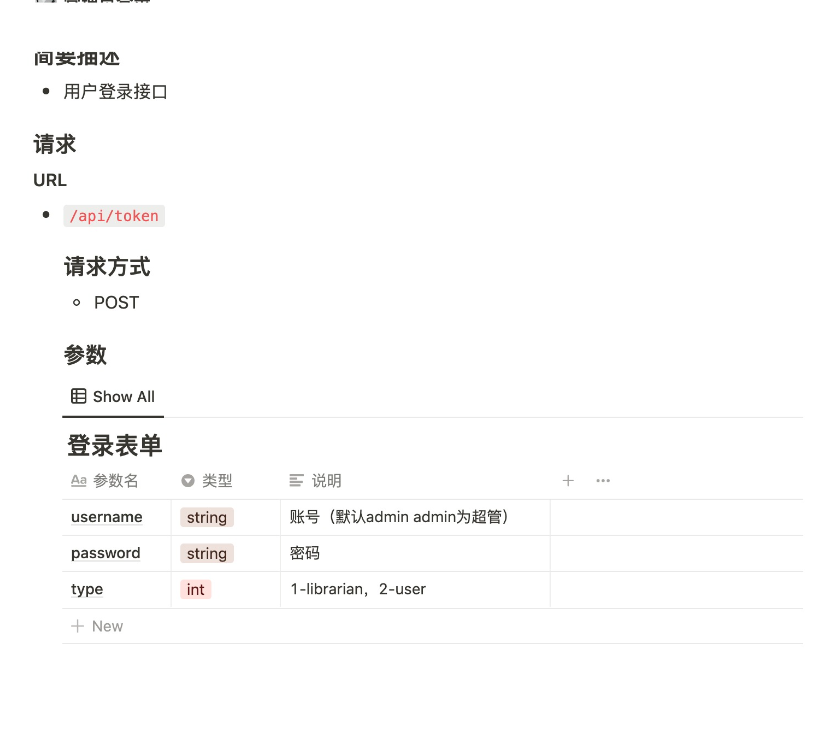 简要描述
用户登录接口
请求
URL
/api/token
请求方式
POST
参数
Show All
登录表单
Aa 参数名 类型 说明
username string 账号（默认admin admin为超管）
password string 密码
type int 1-librarian，2-user
New